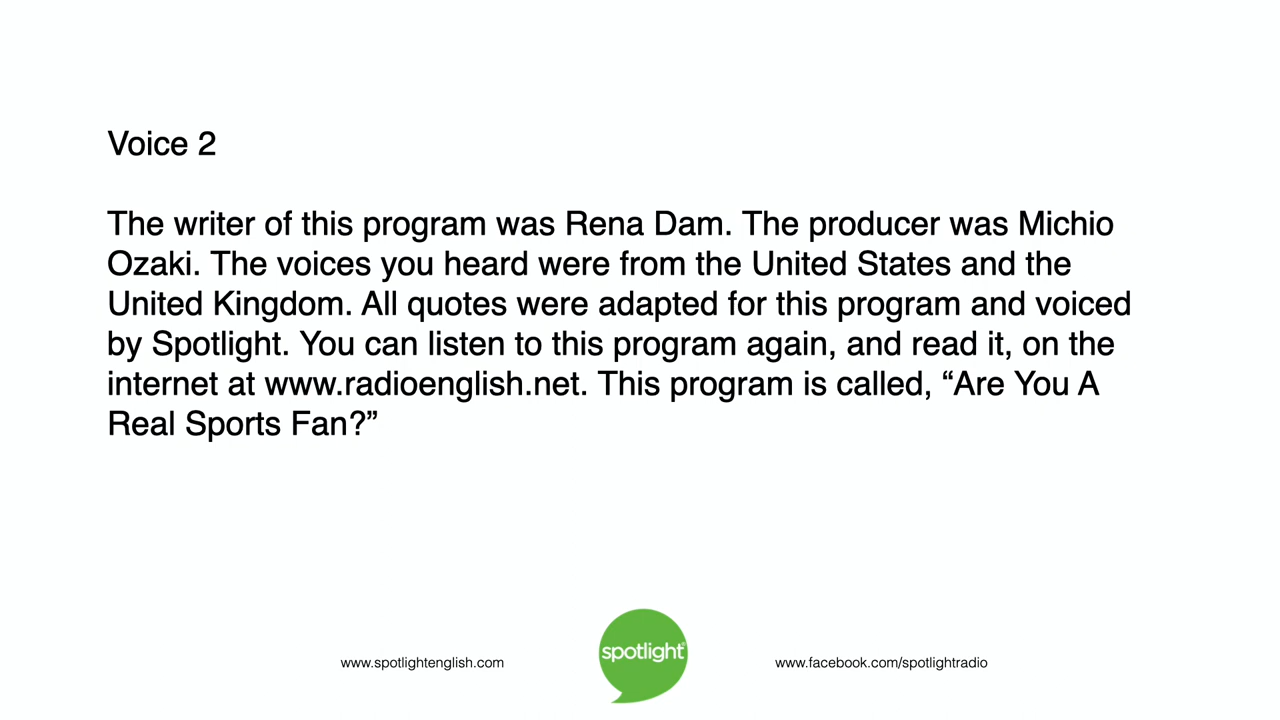 Voice 2
The writer of this program was Rena Dam. The producer was Michio
Ozaki. The voices you heard were from the United States and the
United Kingdom. All quotes were adapted for this program and voiced
by Spotlight. You can listen to this program again, and read it, on the
internet at www.radioenglish.net. This program is called, “Are You A
Real Sports Fan?”
www.spotlightenglish.com
spotlight®
www.facebook.com/spotlightradio